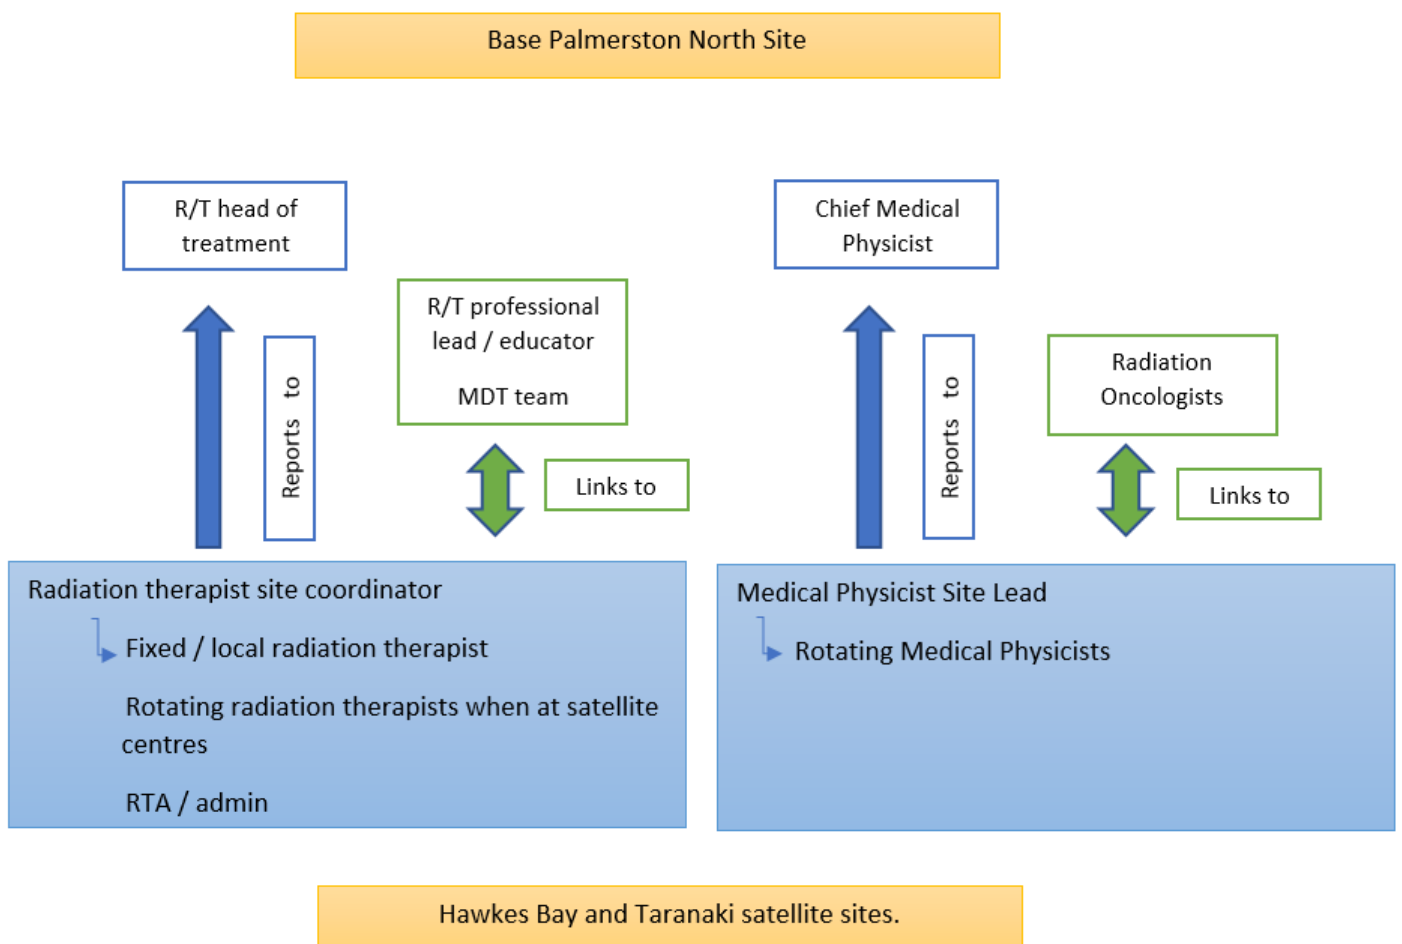 Base Palmerston North Site
R/T head of
treatment
Chief Medical
Physicist
R/T professional
lead / educator
MDT team
Radiation
Oncologists
Reports to
Links to
Reports to
Links to
Radiation therapist site coordinator
Fixed / local radiation therapist
Rotating radiation therapists when at satellite
centres
RTA / admin
Medical Physicist Site Lead
Rotating Medical Physicists
Hawkes Bay and Taranaki satellite sites.